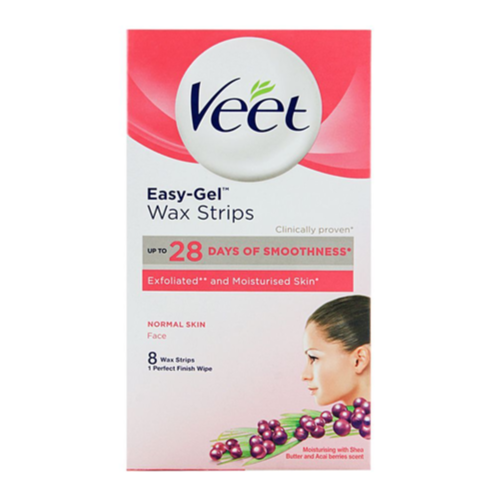 Veet
Easy-Gel™
Wax Strips
Clinically proven*
UP TO 28 DAYS OF SMOOTHNESS*
Exfoliated** and Moisturised Skin*
NORMAL SKIN
Face
8 Wax Strips
1 Perfect Finish Wipe
Moisturising with Shea
Butter and Acai berries scent